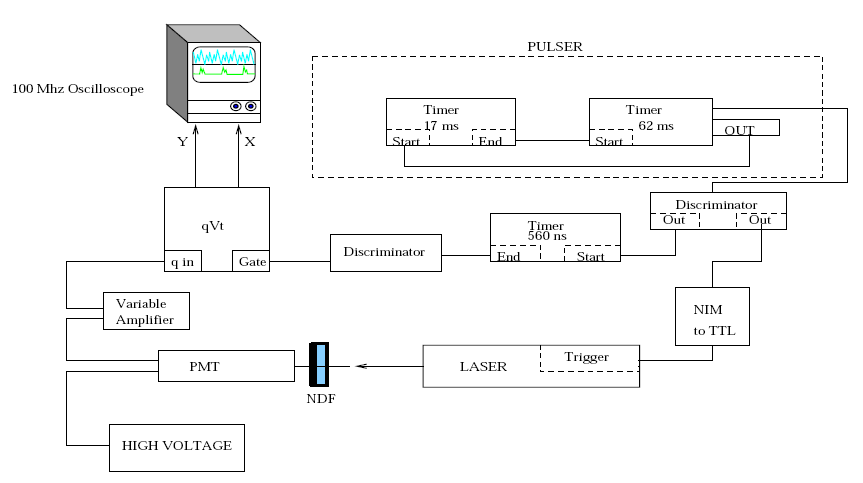 PULSER
100 Mhz Oscilloscope
Timer
17 ms
Start
End
Timer
62 ms
Start
OUT
Y
X
Discriminator
Out
Out
qVt
q in
Gate
Discriminator
Timer
560 ns
End
Start
Variable
Amplifier
NIM
to TTL
PMT
NDF
LASER
Trigger
HIGH VOLTAGE